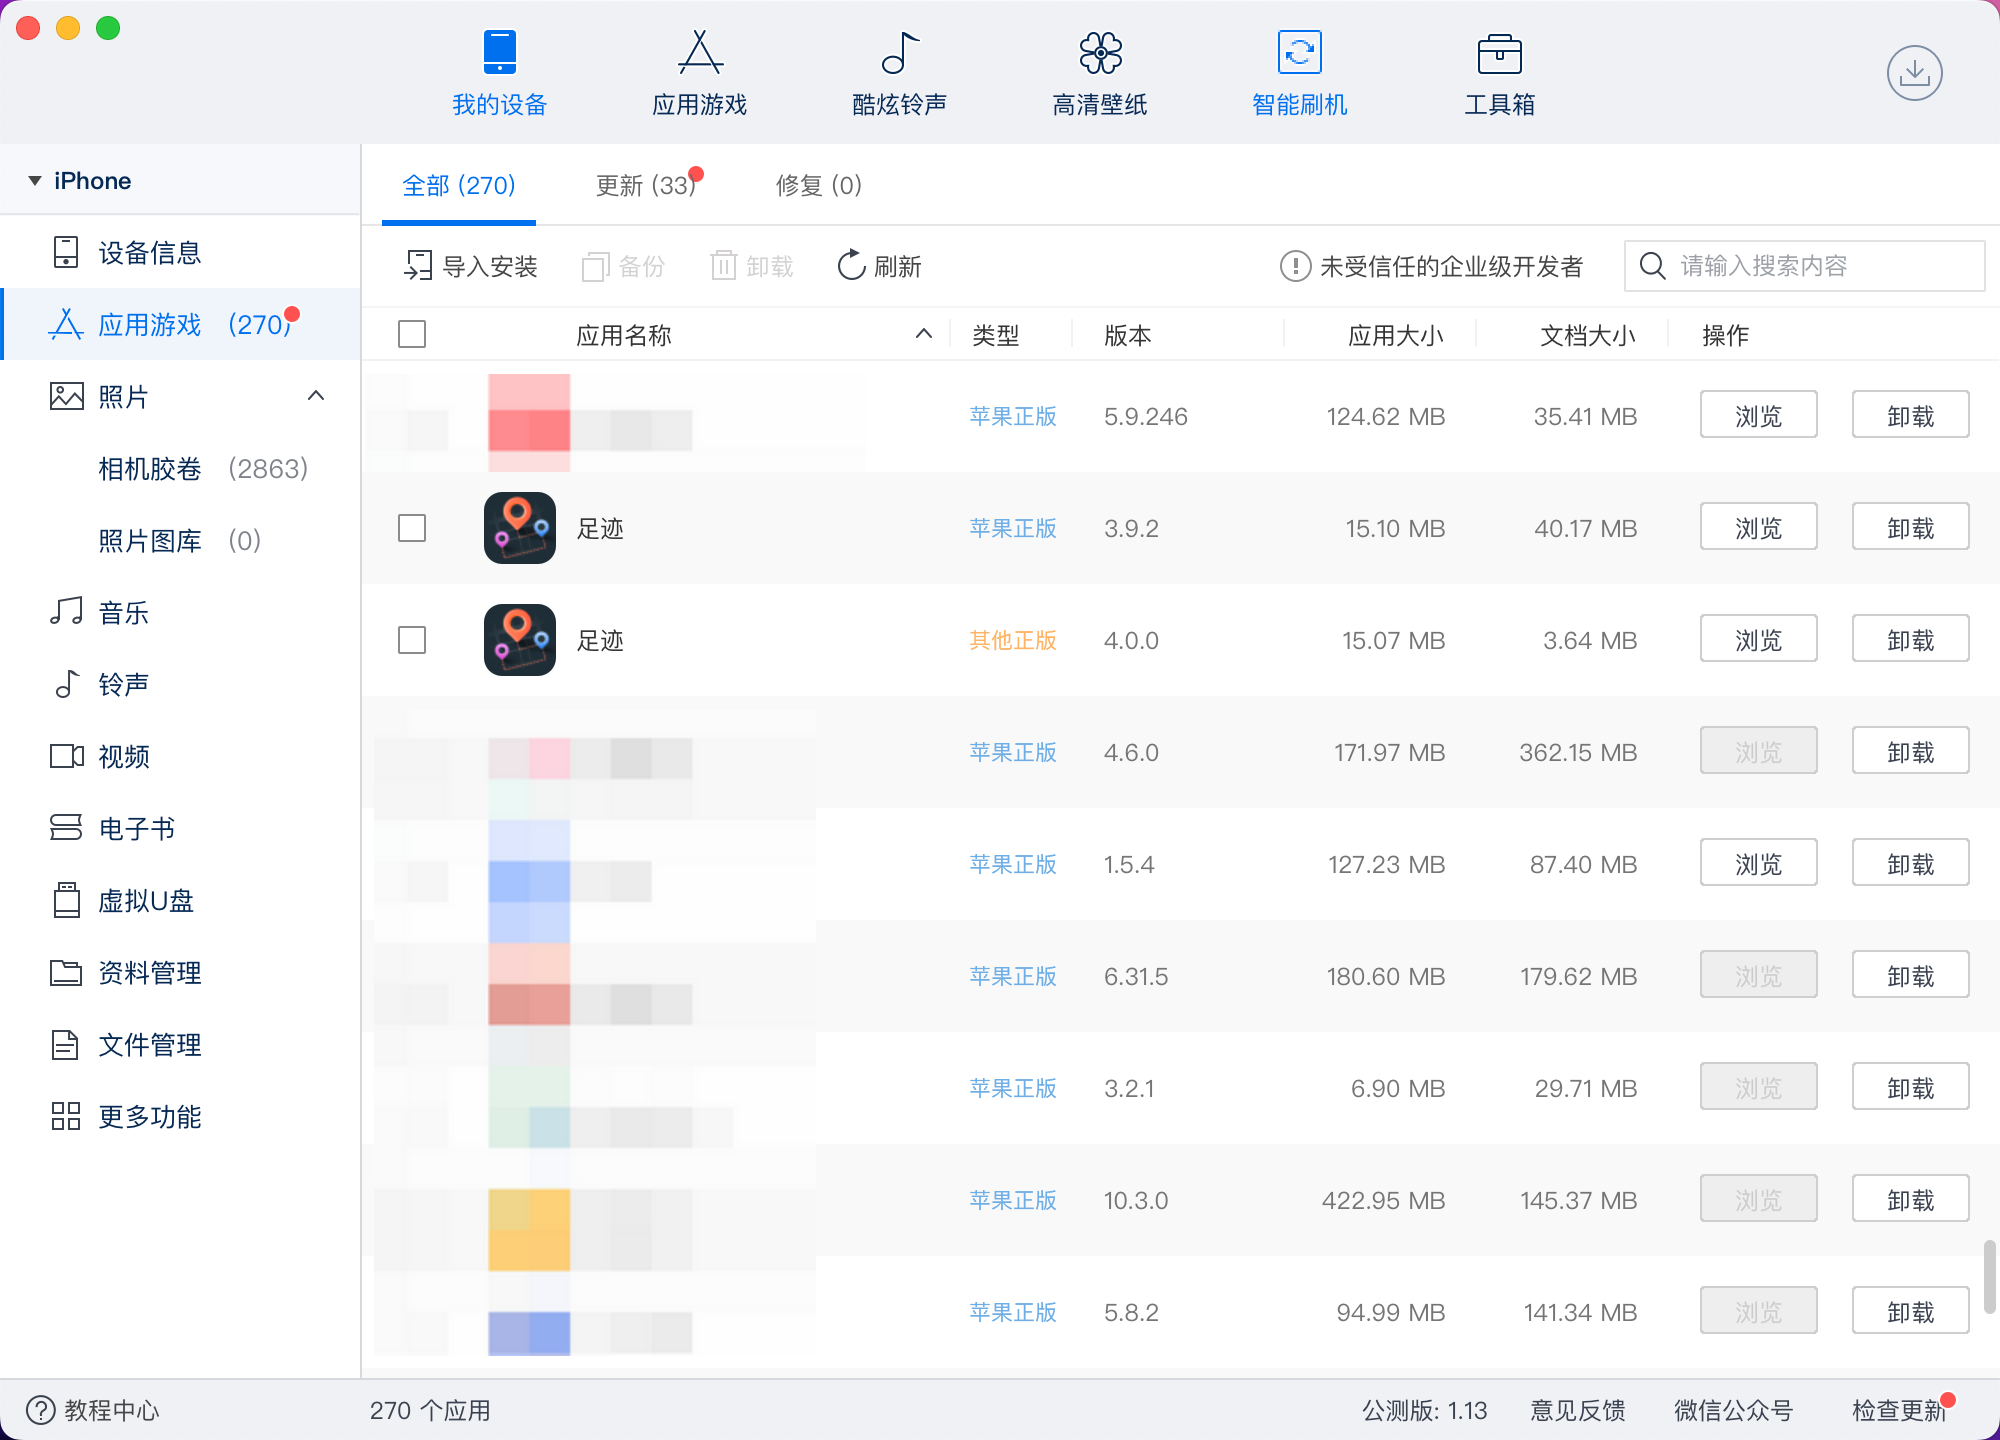 我的设备 应用游戏 酷炫铃声 高清壁纸 智能刷机 工具箱
iPhone
设备信息
应用游戏 (270)
照片
相机胶卷 (2863)
照片图库 (0)
音乐
铃声
视频
电子书
虚拟U盘
资料管理
文件管理
更多功能
全部 (270) 更新 (33) 修复 (0)
导入安装 备份 卸载 刷新 未受信任的企业级开发者 请输入搜索内容
应用名称 类型 版本 应用大小 文档大小 操作
苹果正版 5.9.246 124.62 MB 35.41 MB 浏览 卸载
足迹 苹果正版 3.9.2 15.10 MB 40.17 MB 浏览 卸载
足迹 其他正版 4.0.0 15.07 MB 3.64 MB 浏览 卸载
苹果正版 4.6.0 171.97 MB 362.15 MB 浏览 卸载
苹果正版 1.5.4 127.23 MB 87.40 MB 浏览 卸载
苹果正版 6.31.5 180.60 MB 179.62 MB 浏览 卸载
苹果正版 3.2.1 6.90 MB 29.71 MB 浏览 卸载
苹果正版 10.3.0 422.95 MB 145.37 MB 浏览 卸载
苹果正版 5.8.2 94.99 MB 141.34 MB 浏览 卸载
教程中心 270 个应用 公测版: 1.13 意见反馈 微信公众号 检查更新